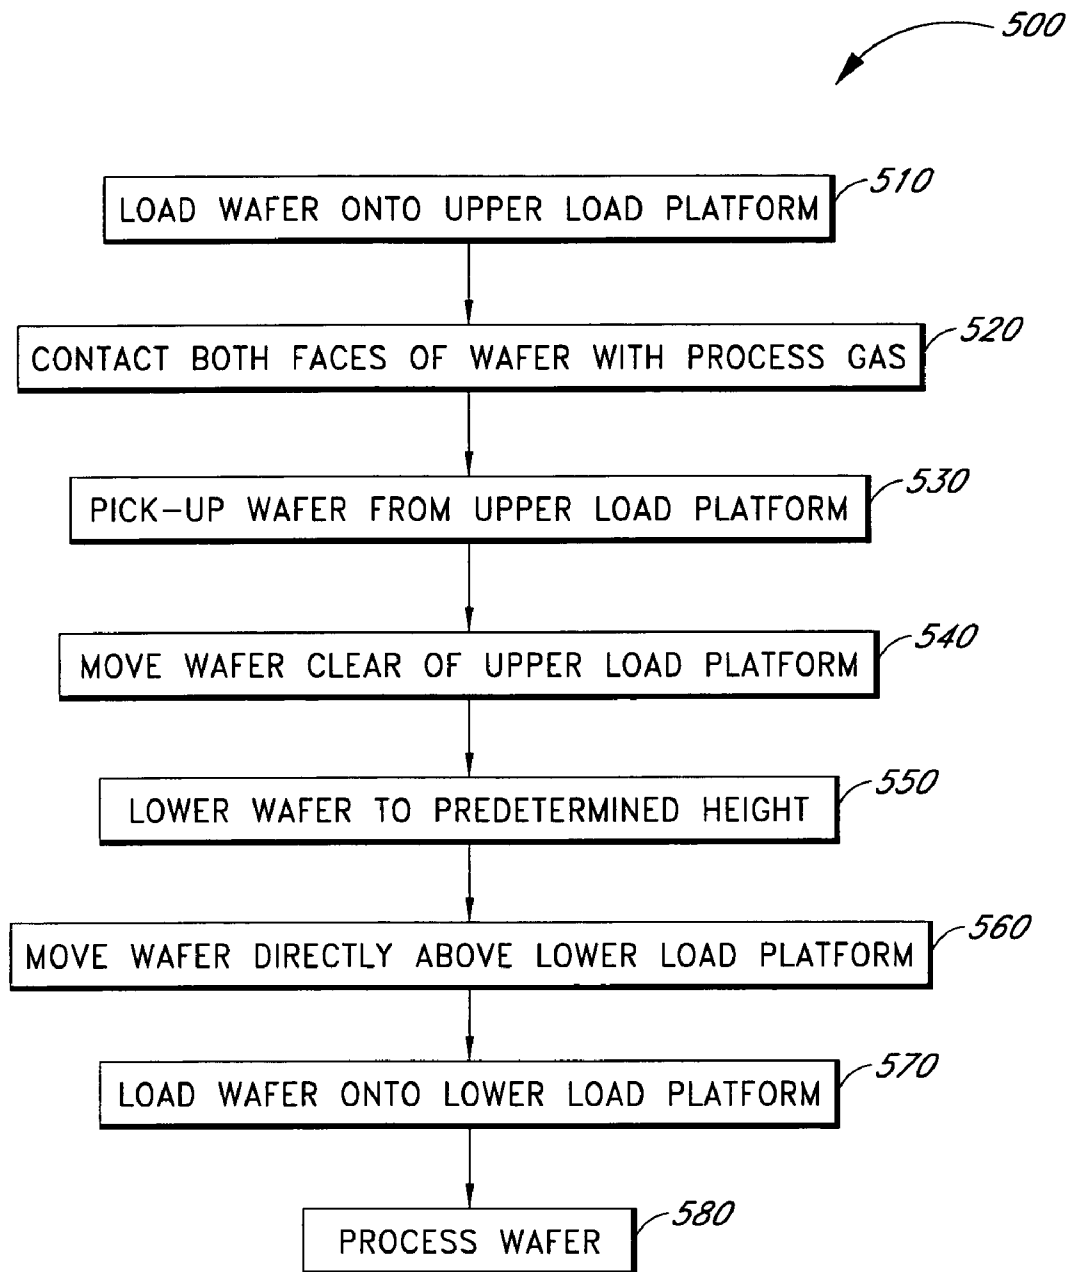 500
LOAD WAFER ONTO UPPER LOAD PLATFORM
510
CONTACT BOTH FACES OF WAFER WITH PROCESS GAS
520
PICK-UP WAFER FROM UPPER LOAD PLATFORM
530
MOVE WAFER CLEAR OF UPPER LOAD PLATFORM
540
LOWER WAFER TO PREDETERMINED HEIGHT
550
MOVE WAFER DIRECTLY ABOVE LOWER LOAD PLATFORM
560
LOAD WAFER ONTO LOWER LOAD PLATFORM
570
PROCESS WAFER
580